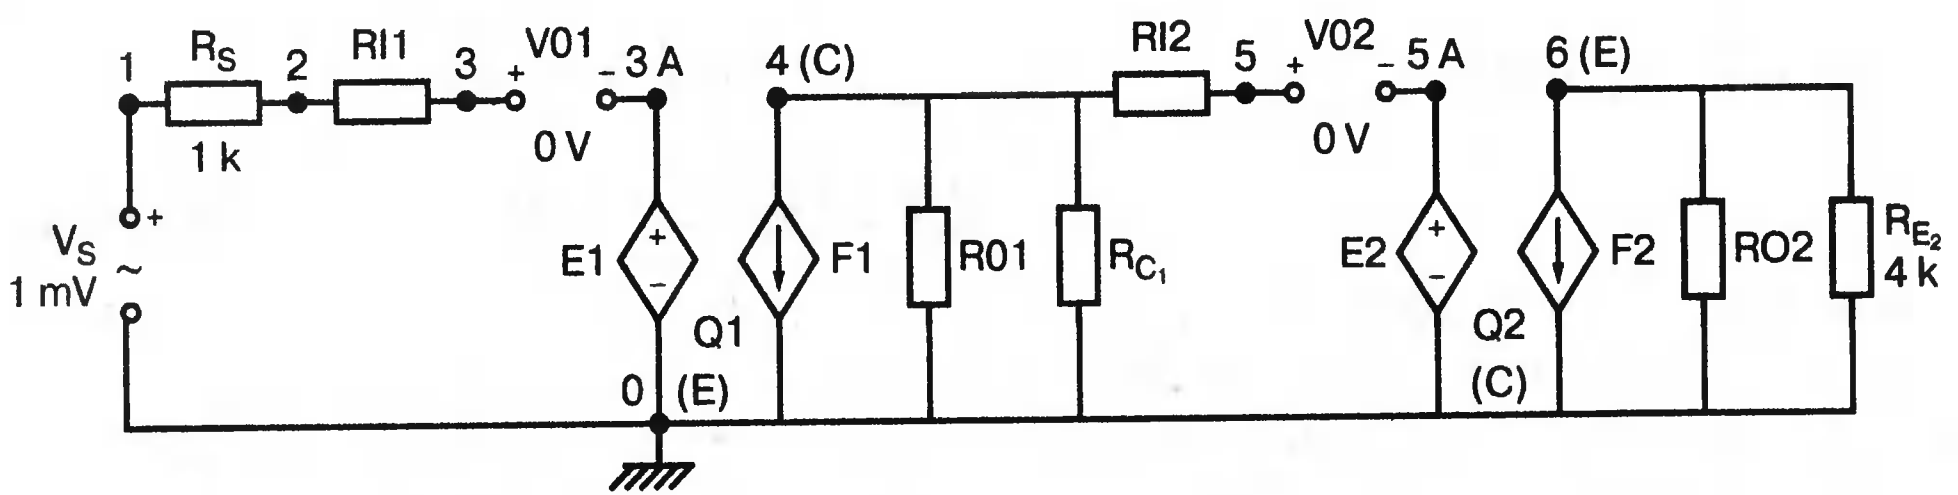 1
R_S
1 k
2
RI1
3
+
V01
−
0 V
3 A
4 (C)
RI2
5
+
V02
−
0 V
5 A
6 (E)
V_S
1 mV
+
~
E1
+
−
F1
Q1
R01
R_C1
E2
+
−
F2
Q2
(C)
RO2
R_E2
4 k
0 (E)